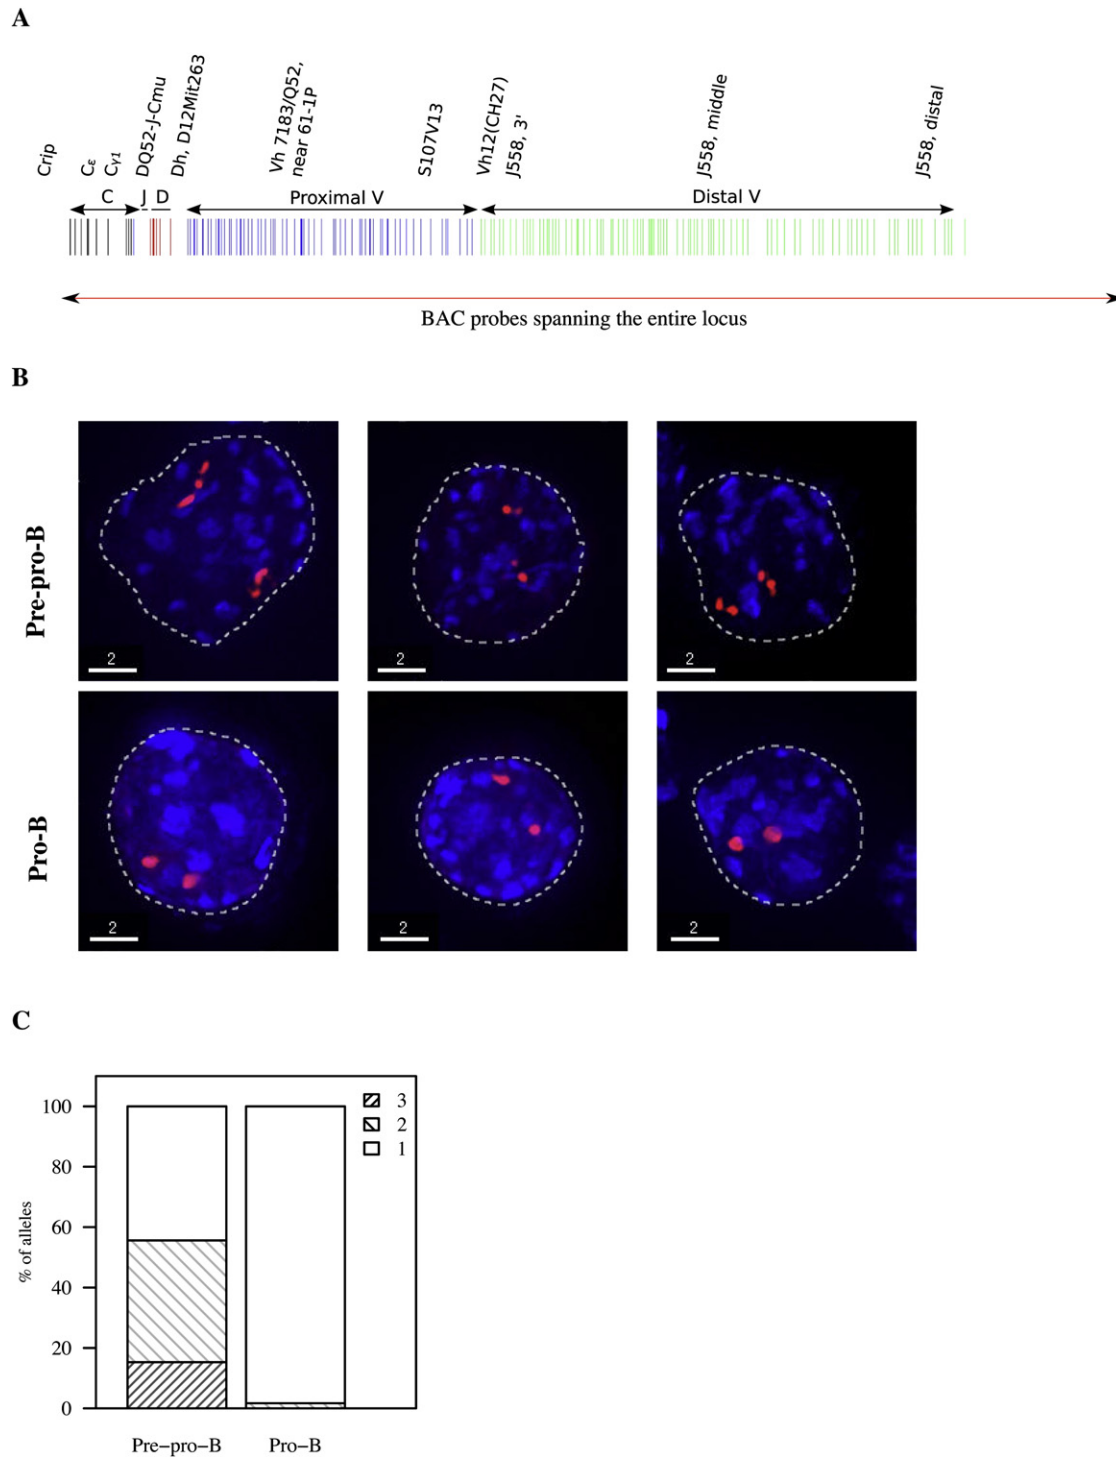 A
Crip
Cε
Cγ1
DQ52-J-Cmu
Dh, D12Mit263
Vh 7183/Q52,
near 61-1P
S107V13
Vh12(CH27)
J558, 3'
J558, middle
J558, distal
C J D Proximal V Distal V
BAC probes spanning the entire locus
B
Pre-pro-B
2 2 2
Pro-B
2 2 2
C
% of alleles
100
80
60
40
20
0
3
2
1
Pre-pro-B Pro-B